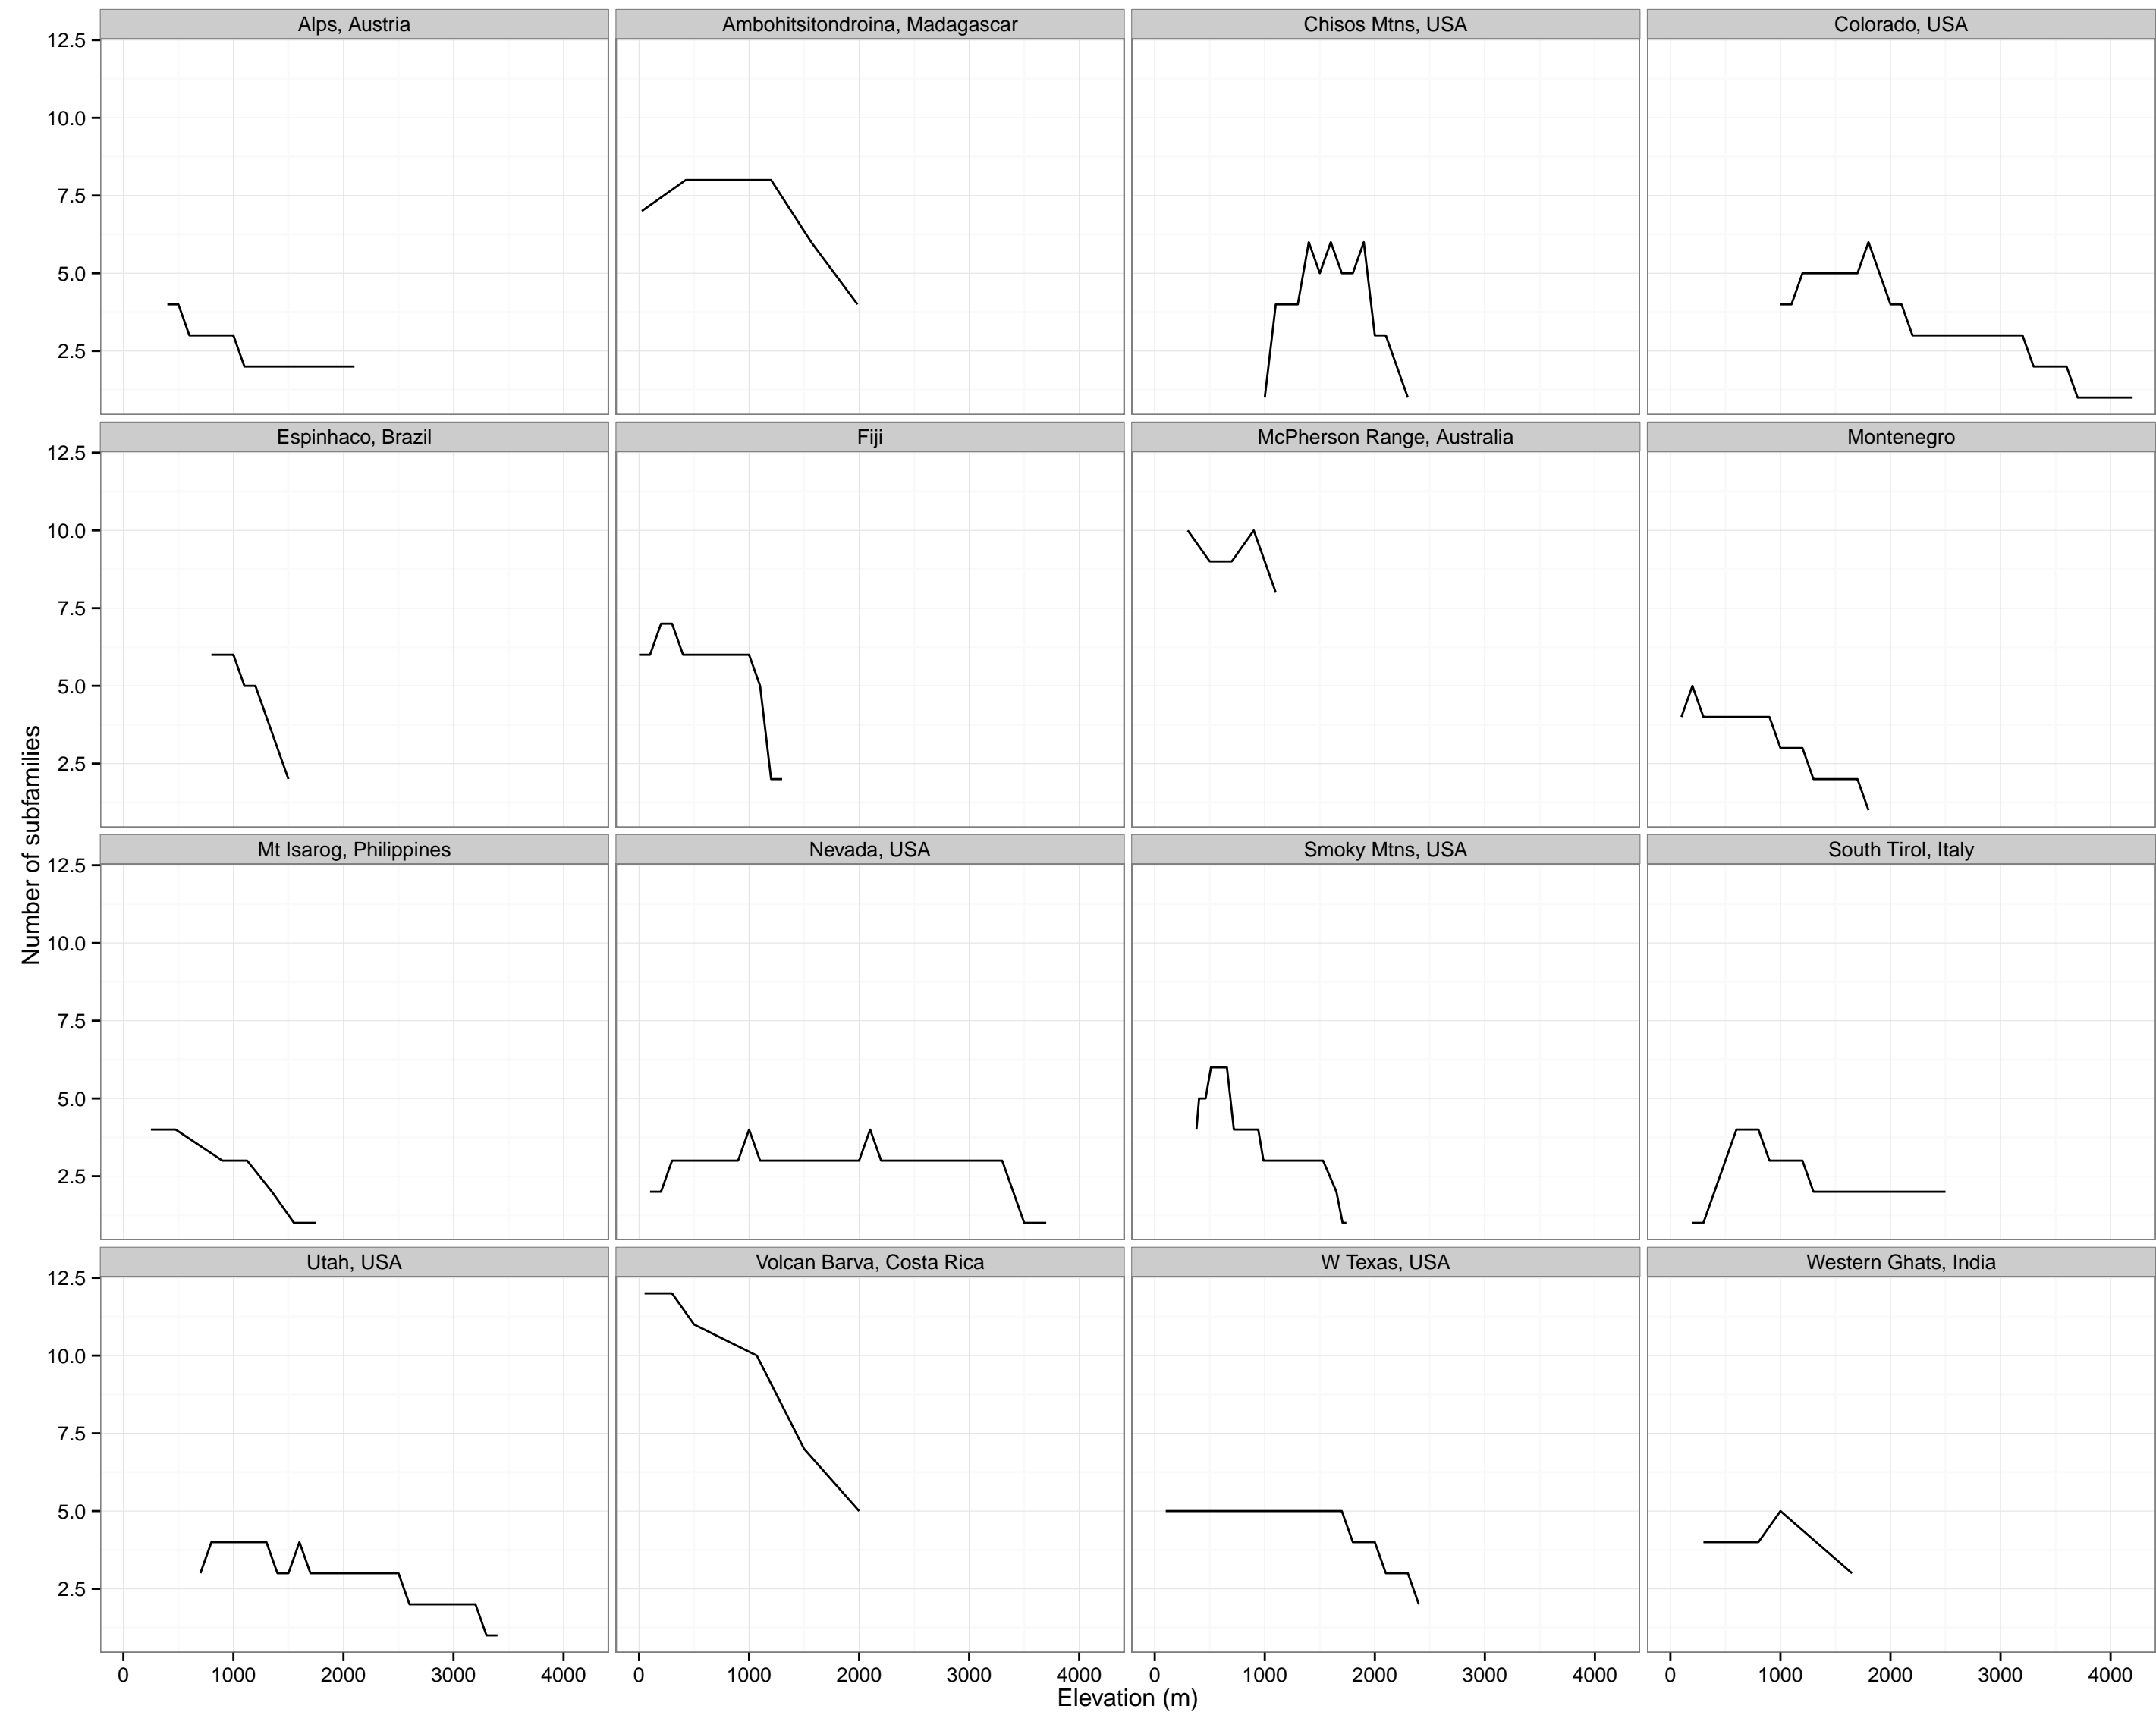 Alps, Austria
Ambohitsitondroina, Madagascar
Chisos Mtns, USA
Colorado, USA
12.5
10.0
7.5
5.0
2.5
Espinhaco, Brazil
Fiji
McPherson Range, Australia
Montenegro
12.5
10.0
7.5
5.0
2.5
Number of subfamilies
Mt Isarog, Philippines
Nevada, USA
Smoky Mtns, USA
South Tirol, Italy
12.5
10.0
7.5
5.0
2.5
Utah, USA
Volcan Barva, Costa Rica
W Texas, USA
Western Ghats, India
12.5
10.0
7.5
5.0
2.5
0 1000 2000 3000 4000
0 1000 2000 3000 4000
0 1000 2000 3000 4000
0 1000 2000 3000 4000
Elevation (m)